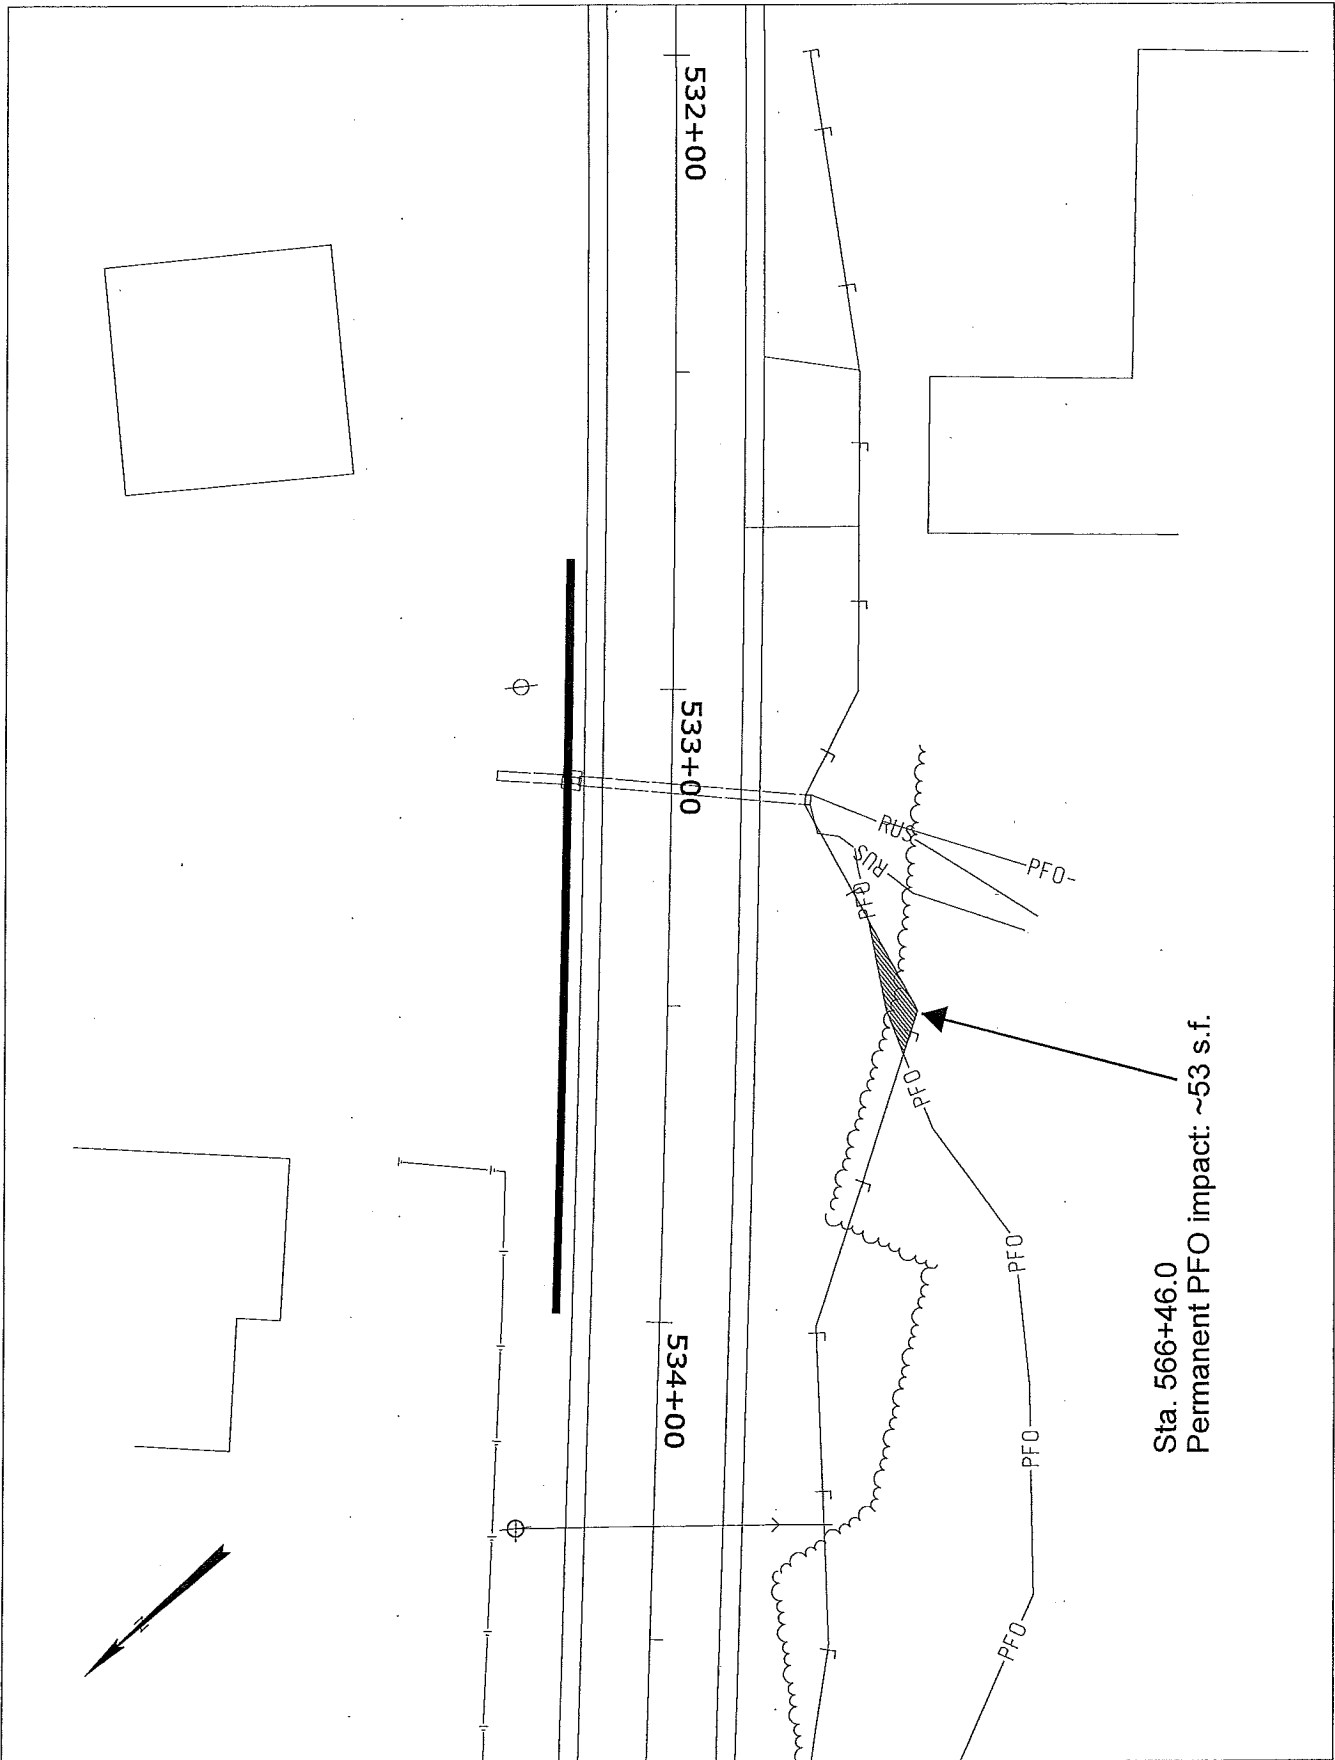 532+00
533+00
534+00
RUS
RUS
PFO-
PFO
PFO
PFO
PFO
PFO
Sta. 566+46.0
Permanent PFO impact: ~53 s.f.